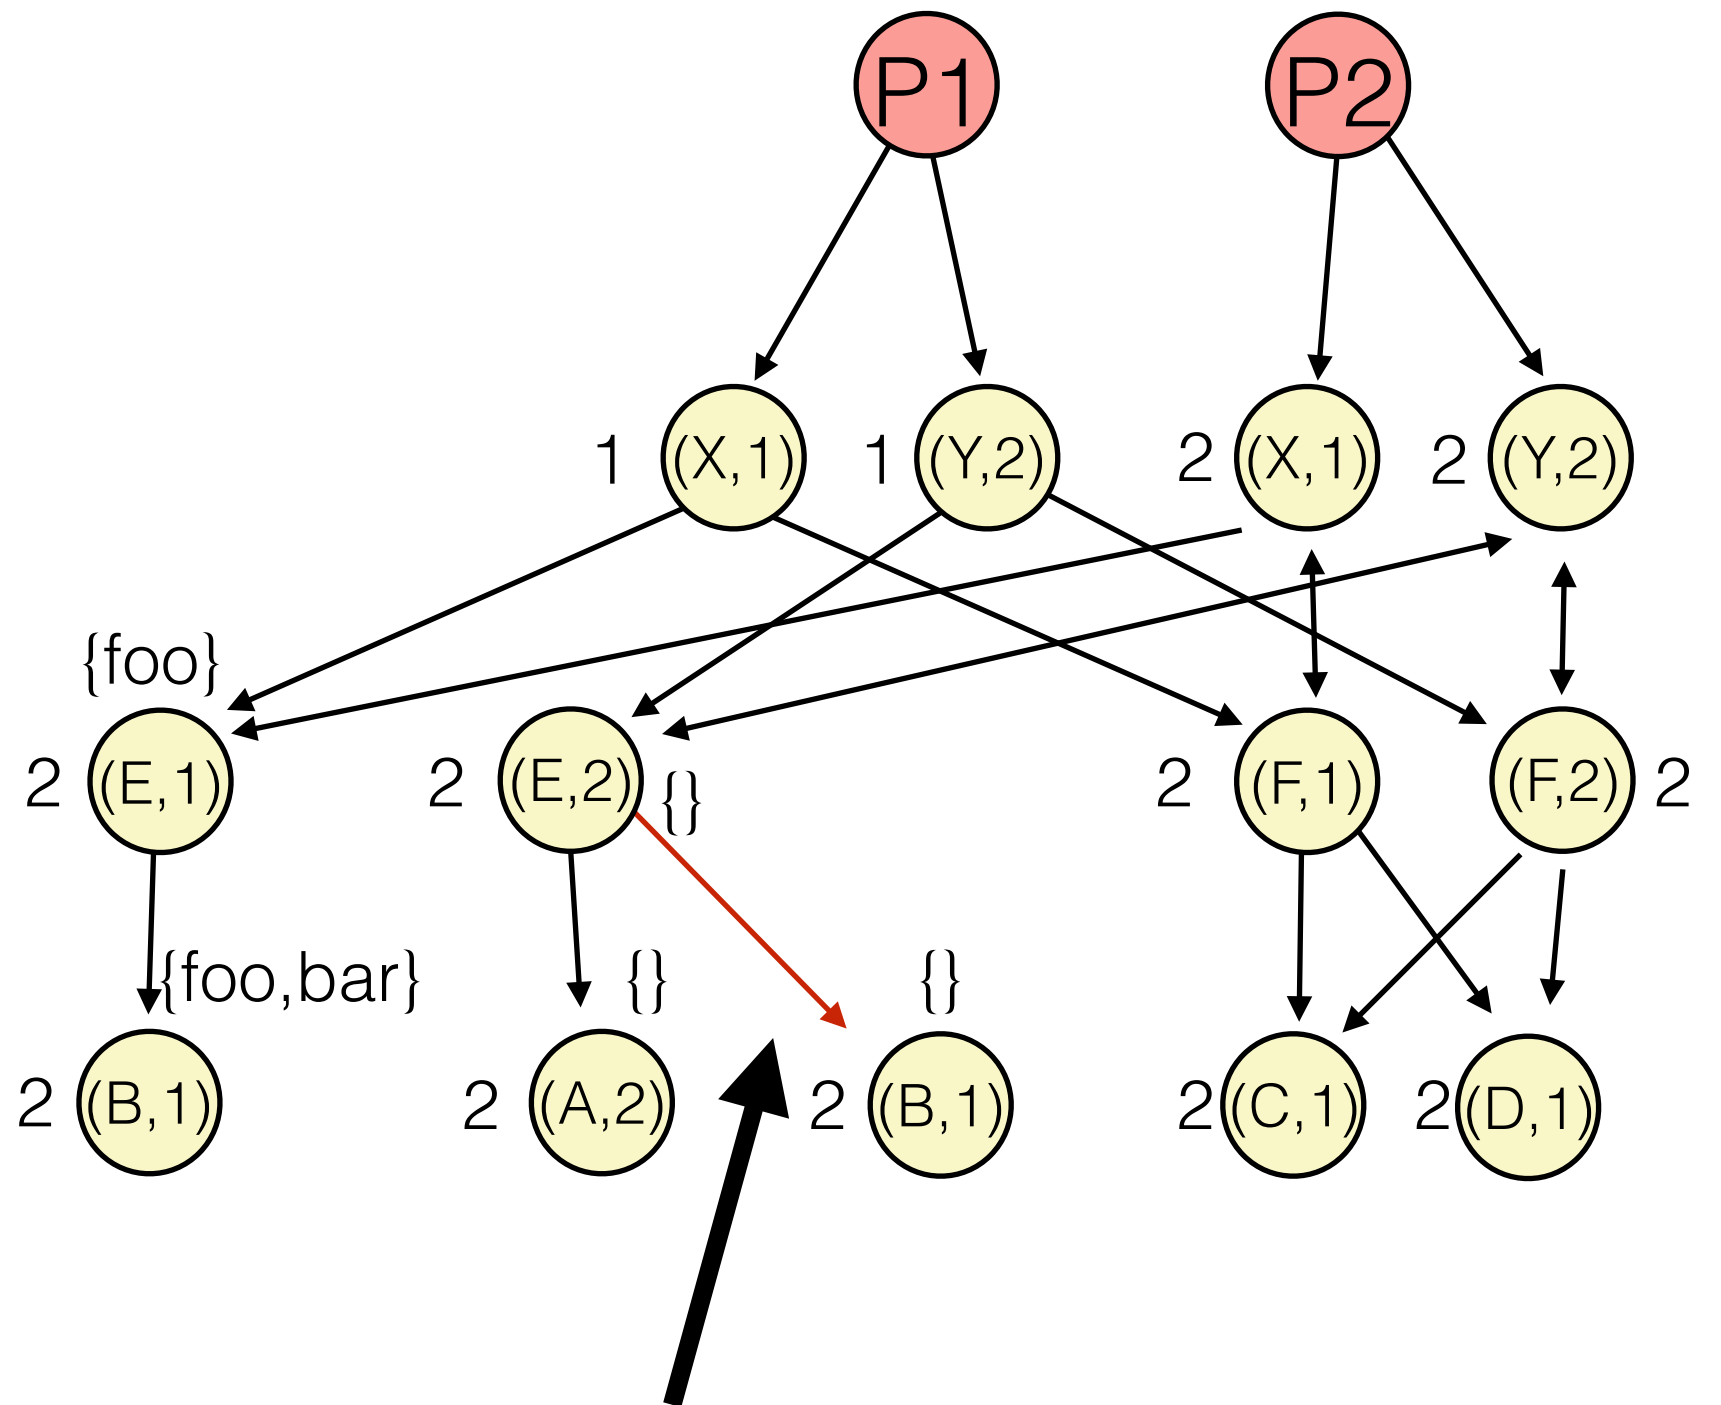 P1
P2
1 (X,1)
1 (Y,2)
2 (X,1)
2 (Y,2)
{foo}
2 (E,1)
2 (E,2) {}
2 (F,1)
(F,2) 2
{foo,bar}
{}
{}
2 (B,1)
2 (A,2)
2 (B,1)
2 (C,1)
2 (D,1)